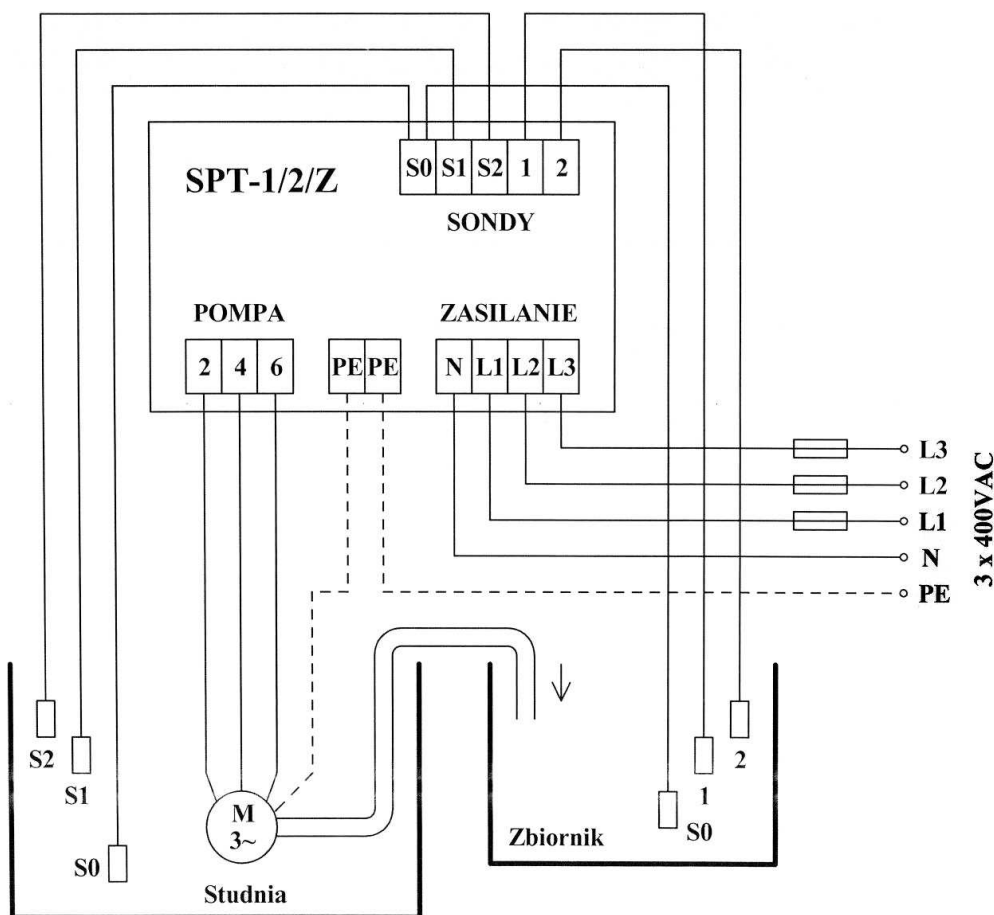 S0 S1 S2 1 2
SPT-1/2/Z
SONDY
POMPA
ZASILANIE
2 4 6
PE PE
N L1 L2 L3
L3
L2
L1
N
PE
3 x 400VAC
S2
S1
S0
M
3~
Studnia
2
1
S0
Zbiornik